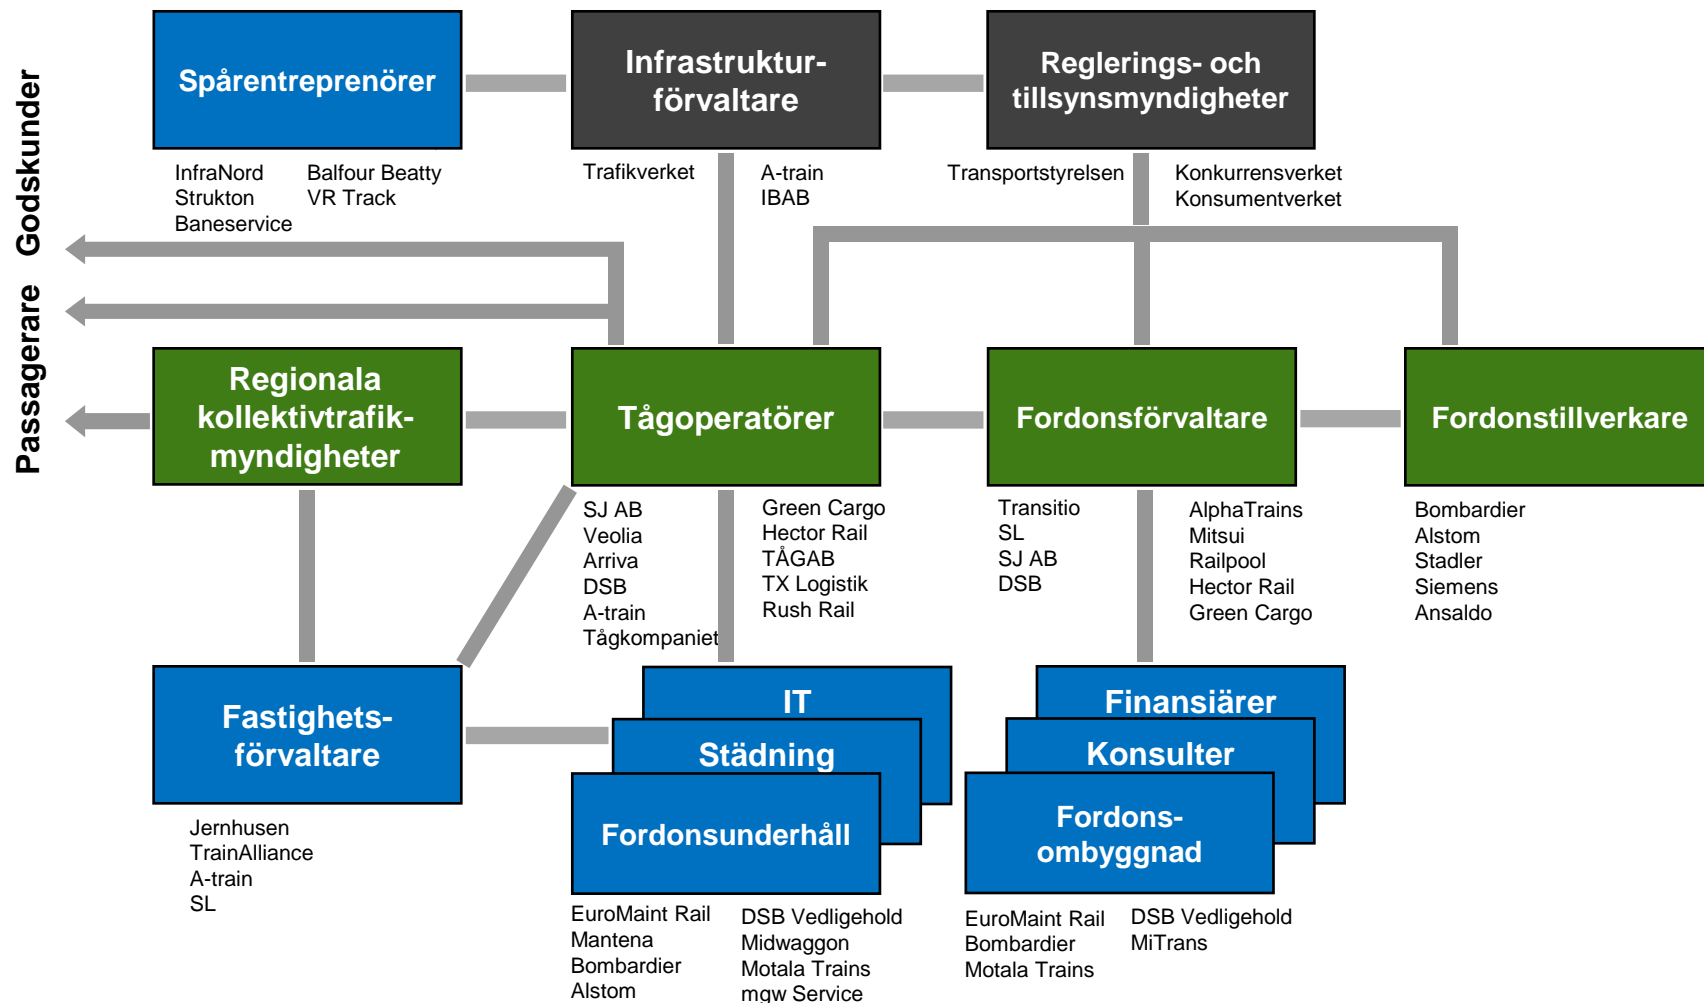 Godskunder
Passagerare
Spårentreprenörer
Infrastruktur-
förvaltare
Reglerings- och
tillsynsmyndigheter
InfraNord
Strukton
Baneservice
Balfour Beatty
VR Track
Trafikverket
A-train
IBAB
Transportstyrelsen
Konkurrensverket
Konsumentverket
Regionala
kollektivtrafik-
myndigheter
Tågoperatörer
Fordonsförvaltare
Fordonstillverkare
SJ AB
Veolia
Arriva
DSB
A-train
Tågkompaniet
Green Cargo
Hector Rail
TÅGAB
TX Logistik
Rush Rail
Transitio
SL
SJ AB
DSB
AlphaTrains
Mitsui
Railpool
Hector Rail
Green Cargo
Bombardier
Alstom
Stadler
Siemens
Ansaldo
Fastighets-
förvaltare
IT
Städning
Fordonsunderhåll
Finansiärer
Konsulter
Fordons-
ombyggnad
Jernhusen
TrainAlliance
A-train
SL
EuroMaint Rail
Mantena
Bombardier
Alstom
DSB Vedligehold
Midwaggon
Motala Trains
mgw Service
EuroMaint Rail
Bombardier
Motala Trains
DSB Vedligehold
MiTrans